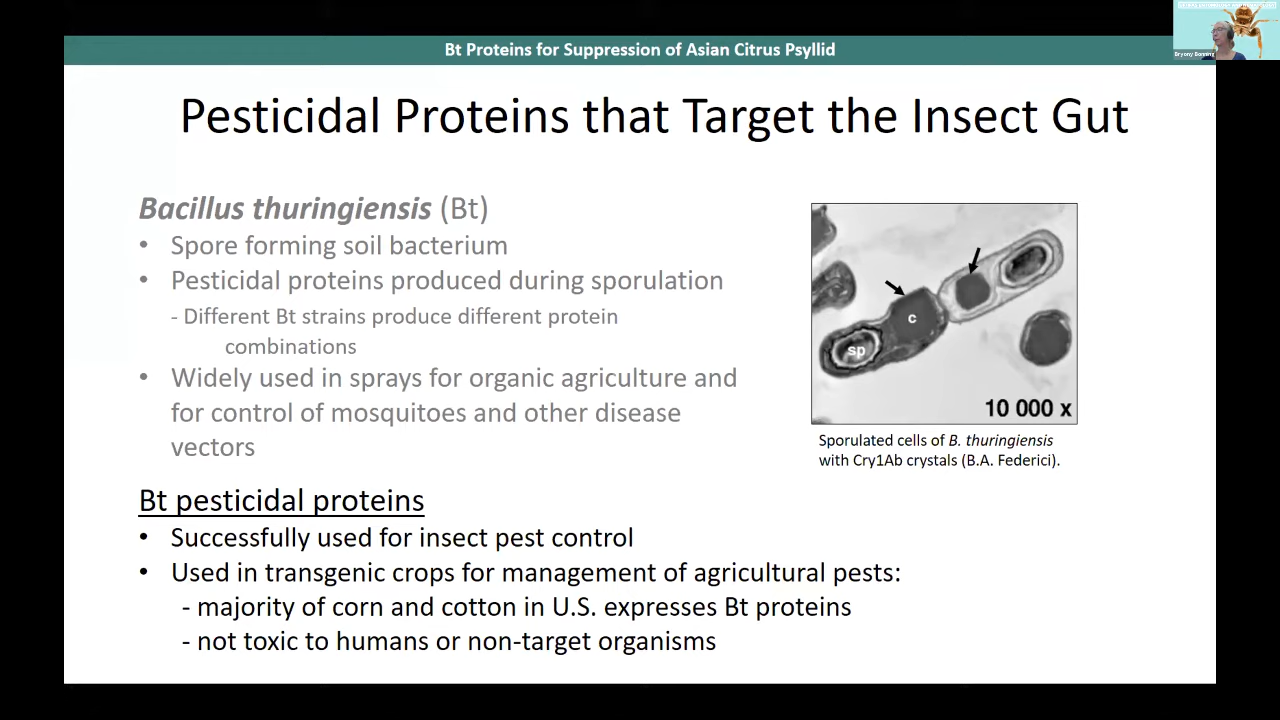 Bt Proteins for Suppression of Asian Citrus Psyllid
Pesticidal Proteins that Target the Insect Gut
Bacillus thuringiensis (Bt)
• Spore forming soil bacterium
• Pesticidal proteins produced during sporulation
- Different Bt strains produce different protein
combinations
• Widely used in sprays for organic agriculture and
for control of mosquitoes and other disease
vectors
c
sp
10 000 x
Sporulated cells of B. thuringiensis
with Cry1Ab crystals (B.A. Federici).
Bt pesticidal proteins
• Successfully used for insect pest control
• Used in transgenic crops for management of agricultural pests:
- majority of corn and cotton in U.S. expresses Bt proteins
- not toxic to humans or non-target organisms
Bryony Bonning